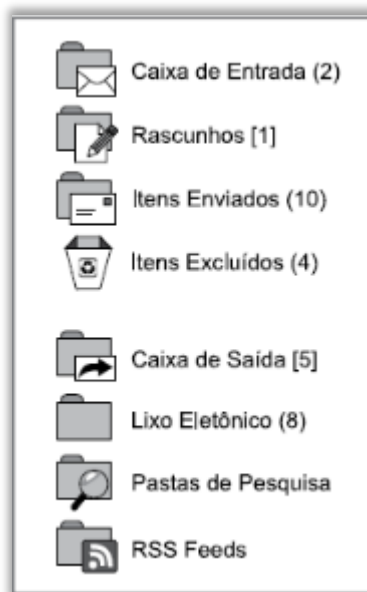 Caixa de Entrada (2)
Rascunhos [1]
Itens Enviados (10)
Itens Excluídos (4)
Caixa de Saída [5]
Lixo Eletônico (8)
Pastas de Pesquisa
RSS Feeds